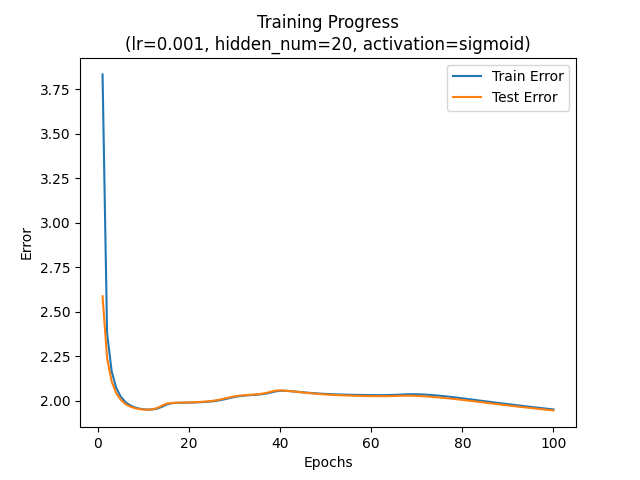 Training Progress
(lr=0.001, hidden_num=20, activation=sigmoid)
Train Error
Test Error
3.75
3.50
3.25
3.00
2.75
2.50
2.25
2.00
Error
0 20 40 60 80 100
Epochs